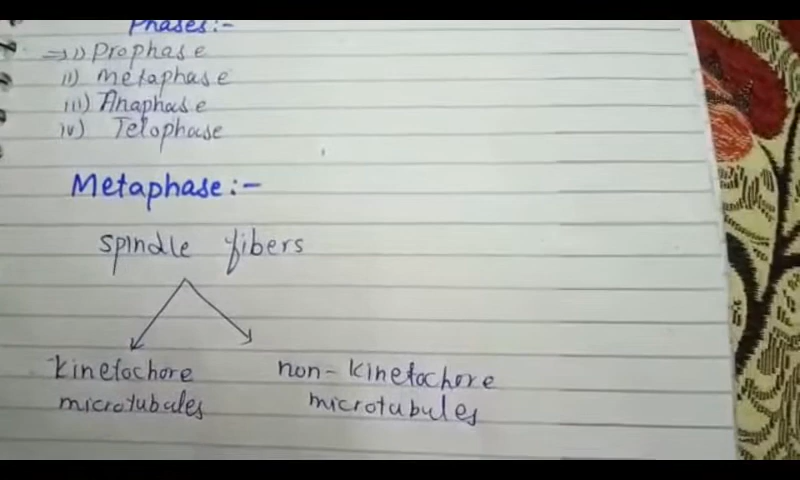 Phases:-
⇒ i) Prophase
ii) Metaphase
iii) Anaphase
iv) Telophase
Metaphase:-
spindle fibers
kinetochore non-kinetochore
microtubules microtubules